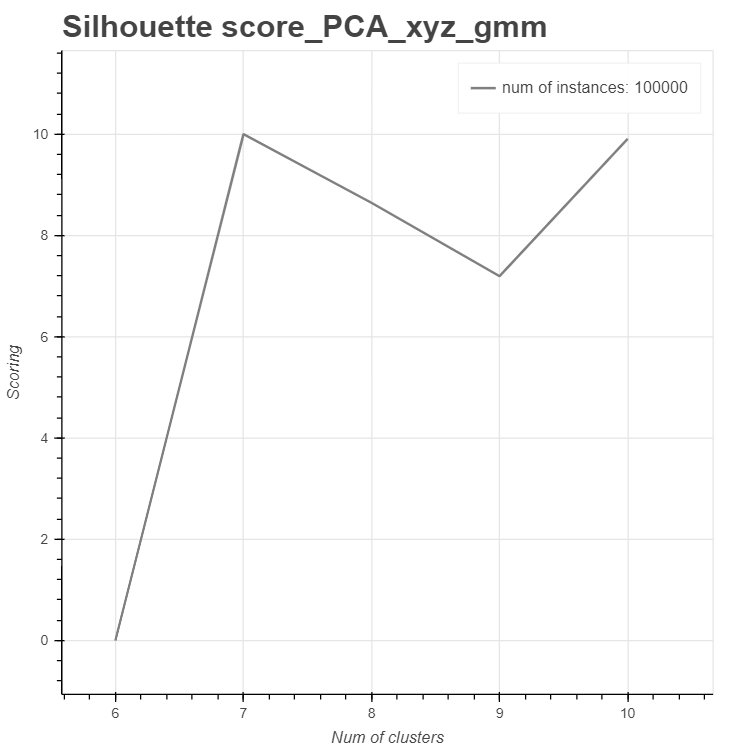 Silhouette score_PCA_xyz_gmm
num of instances: 100000
10
8
6
4
2
0
Scoring
6 7 8 9 10
Num of clusters